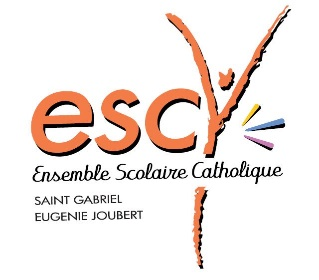 escy
Ensemble Scolaire Catholique
SAINT GABRIEL
EUGENIE JOUBERT